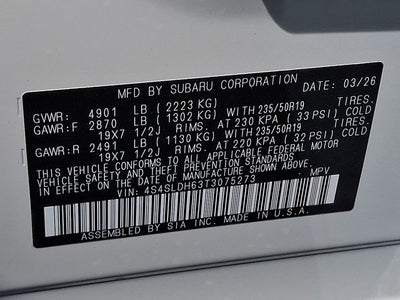 MFD BY SUBARU CORPORATION DATE: 03/26
GVWR: 4901 LB (2223 KG)
GAWR:F 2870 LB (1302 KG) WITH 235/50R19 TIRES.
19X7 1/2J RIMS. AT 230 KPA (33 PSI) COLD
GAWR:R 2491 LB (1130 KG) WITH 235/50R19 TIRES.
19X7 1/2J RIMS. AT 220 KPA (32 PSI) COLD
THIS VEHICLE CONFORMS TO ALL APPLICABLE FEDERAL MOTOR
VEHICLE SAFETY AND THEFT PREVENTION STANDARDS
IN EFFECT ON THE DATE OF MANUFACTURE SHOWN ABOVE.
VIN: 4S4SLDH63T3075273 MPV
ASSEMBLED BY SIA INC. MADE IN U.S.A.